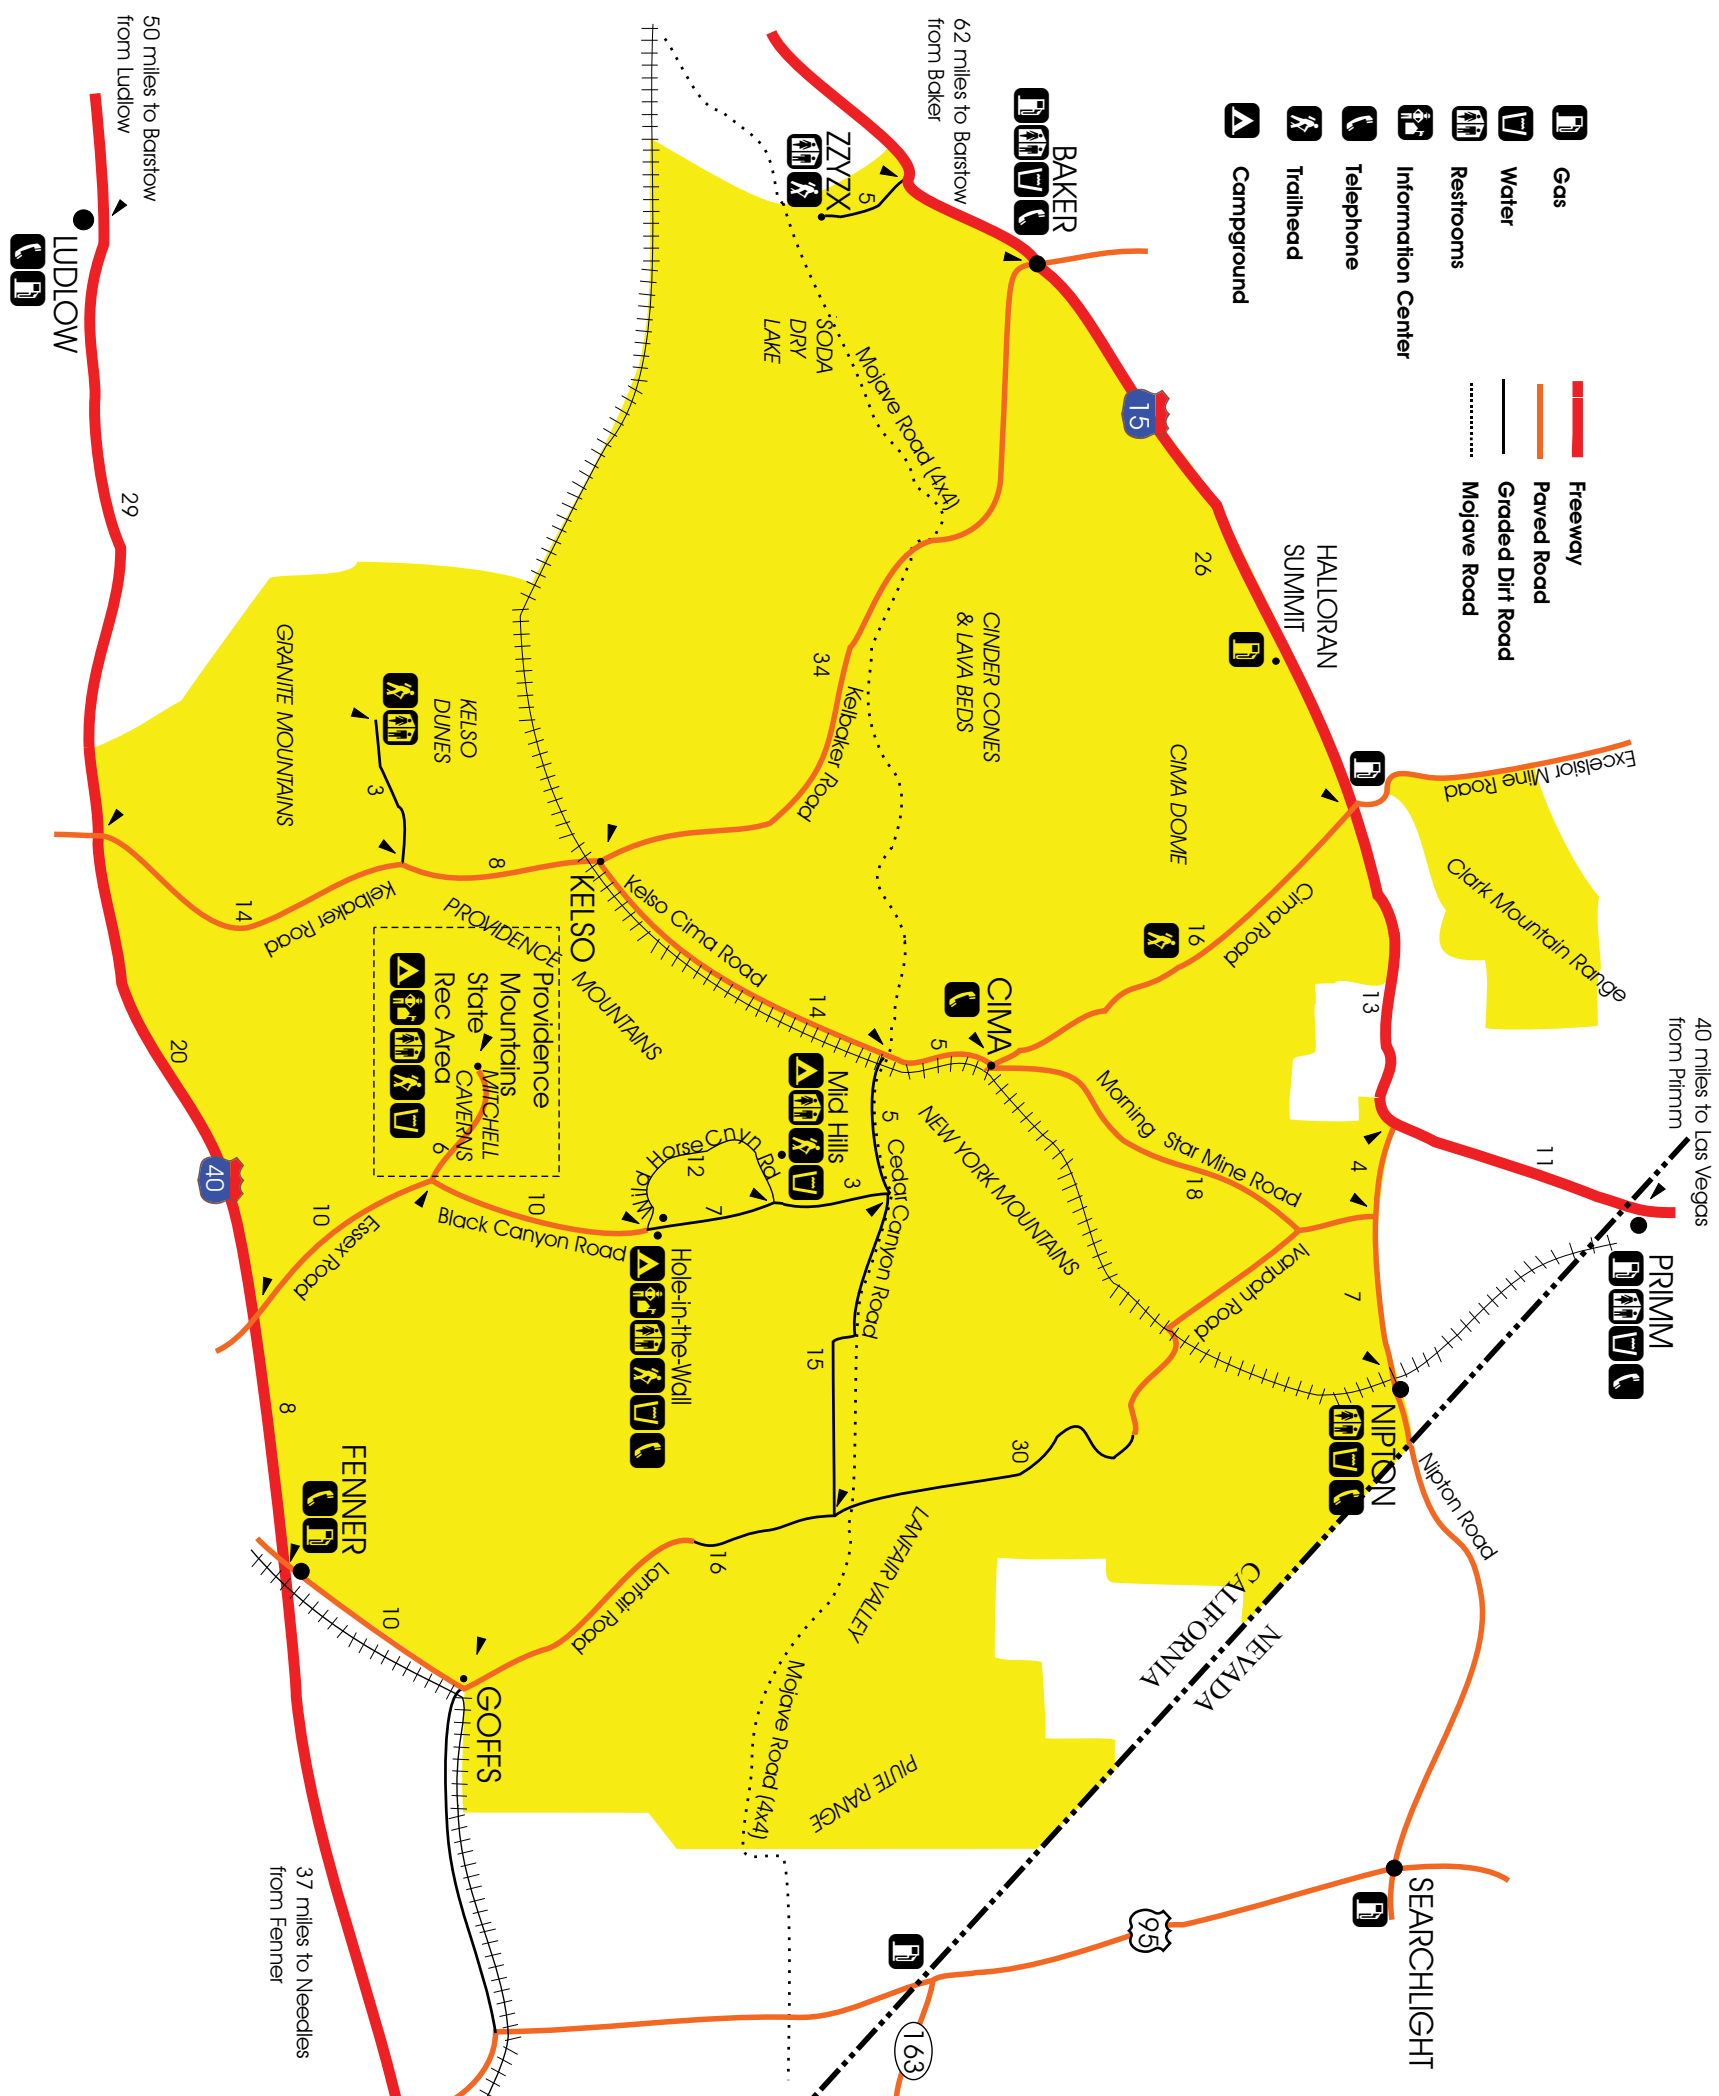 Gas
Water
Restrooms
Information Center
Telephone
Trailhead
Campground
Freeway
Paved Road
Graded Dirt Road
Mojave Road
40 miles to Las Vegas
from Primm
PRIMM
11
Excelsior Mine Road
Clark Mountain Range
13
HALLORAN
SUMMIT
26
15
62 miles to Barstow
from Baker
BAKER
ZZYZX
5
SODA
DRY
LAKE
Mojave Road (4x4)
CINDER CONES
& LAVA BEDS
CIMA DOME
Cima Road
16
CIMA
5
34
Kelbaker Road
Kelso Cima Road
14
KELSO
4
7
NIPTON
Nipton Road
Morning Star Mine Road
18
Ivanpah Road
NEW YORK MOUNTAINS
CALIFORNIA
NEVADA
SEARCHLIGHT
95
163
Mid Hills
5
Cedar Canyon Road
3
7
Wild Horse Cnyn Rd
12
15
30
Hole-in-the-Wall
LANFAIR VALLEY
16
Lanfair Road
Mojave Road (4x4)
PIUTE RANGE
KELSO
DUNES
3
8
GRANITE MOUNTAINS
14
Kelbaker Road
PROVIDENCE MOUNTAINS
Providence
Mountains
State
Rec Area
MITCHELL
CAVERNS
6
10
Black Canyon Road
10
Essex Road
50 miles to Barstow
from Ludlow
LUDLOW
29
20
40
8
FENNER
10
GOFFS
37 miles to Needles
from Fenner